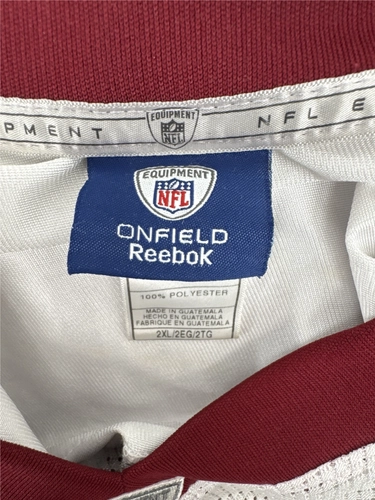 PMENT
EQUIPMENT
NFL
NFL E
EQUIPMENT
NFL
ONFIELD
Reebok
100% POLYESTER
MADE IN GUATEMALA
HECHO EN GUATEMALA
FABRIQUE EN GUATEMALA
2XL/2EG/2TG